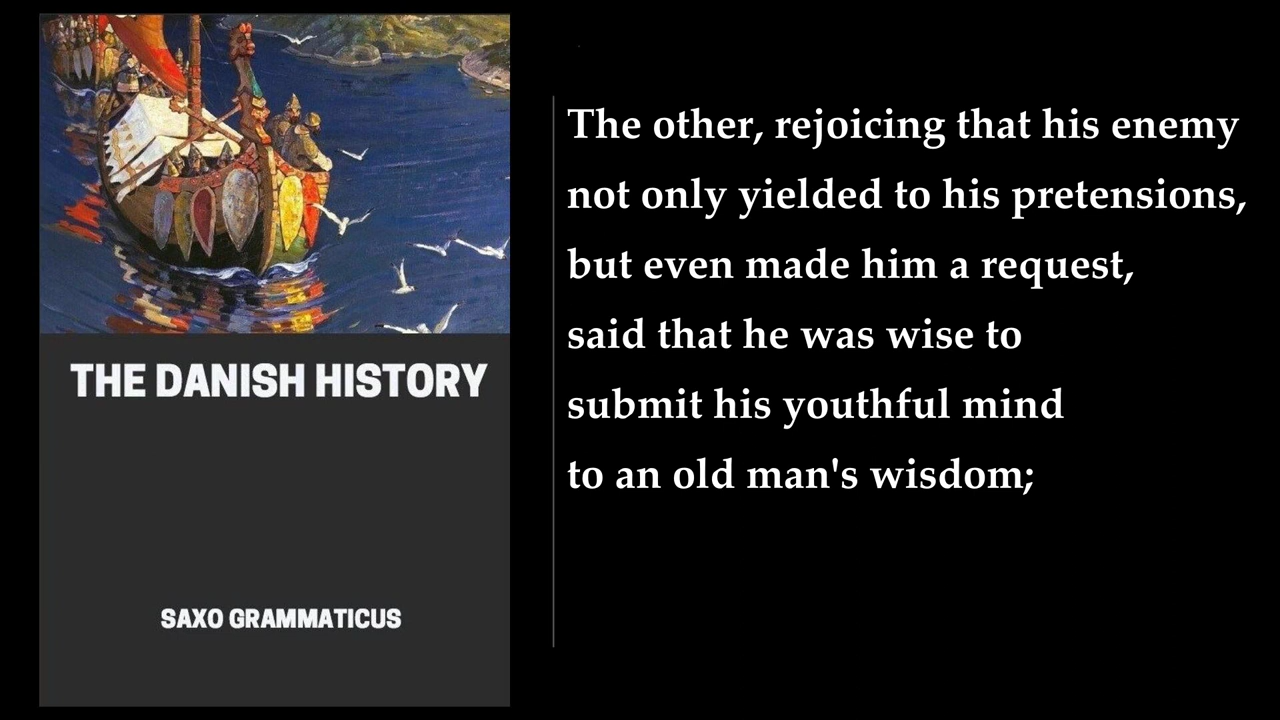 THE DANISH HISTORY
SAXO GRAMMATICUS
The other, rejoicing that his enemy
not only yielded to his pretensions,
but even made him a request,
said that he was wise to
submit his youthful mind
to an old man's wisdom;